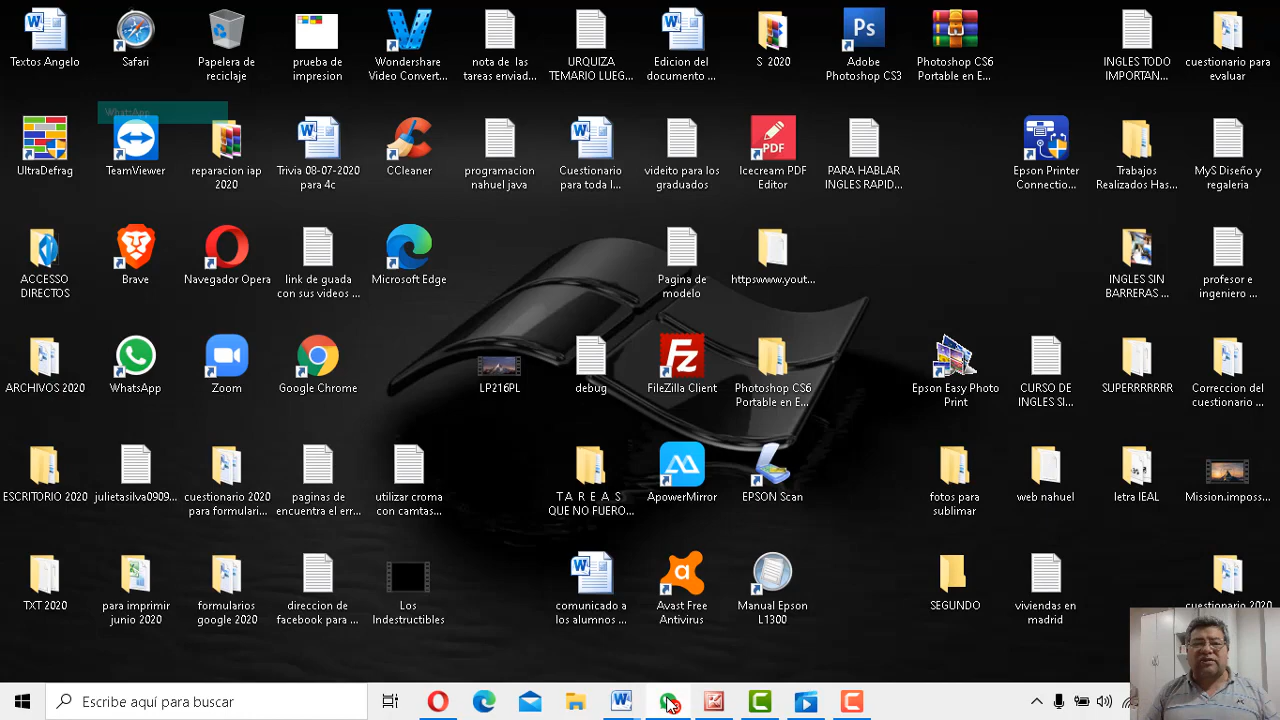 Textos Angelo
Safari
Papelera de
reciclaje
prueba de
impresion
Wondershare
Video Convert...
nota de las
tareas enviad...
URQUIZA
TEMARIO LUEG...
Edicion del
documento ...
S 2020
Ps
Adobe
Photoshop CS3
Photoshop CS6
Portable en E...
INGLES TODO
IMPORTAN...
cuestionario para
evaluar
WhatsApp
UltraDefrag
TeamViewer
reparacion iap
2020
Trivia 08-07-2020
para 4c
CCleaner
programacion
nahuel java
Cuestionario
para toda l...
videito para los
graduados
PDF
Icecream PDF
Editor
PARA HABLAR
INGLES RAPID...
Epson Printer
Connectio...
Trabajos
Realizados Has...
MyS Diseño y
regaleria
ACCESSO
DIRECTOS
Brave
Navegador Opera
link de guada
con sus videos ...
Microsoft Edge
Pagina de
modelo
httpswww.yout...
INGLES SIN
BARRERAS ...
profesor e
ingeniero ...
ARCHIVOS 2020
WhatsApp
Zoom
Google Chrome
LP216PL
debug
Fz
FileZilla Client
Photoshop CS6
Portable en E...
Epson Easy Photo
Print
CURSO DE
INGLES SI...
SUPERRRRRRR
Correccion del
cuestionario ...
ESCRITORIO 2020
julietasilva0909...
cuestionario 2020
para formulari...
paginas de
encuentra el err...
utilizar croma
con camtas...
T A R E A S
QUE NO FUERO...
ApowerMirror
EPSON Scan
fotos para
sublimar
web nahuel
letra IEAL
Mission.imposs...
TXT 2020
para imprimir
junio 2020
formularios
google 2020
direccion de
facebook para ...
Los
Indestructibles
comunicado a
los alumnos ...
Avast Free
Antivirus
Manual Epson
L1300
SEGUNDO
viviendas en
madrid
cuestionario 2020
Escribe aquí para buscar